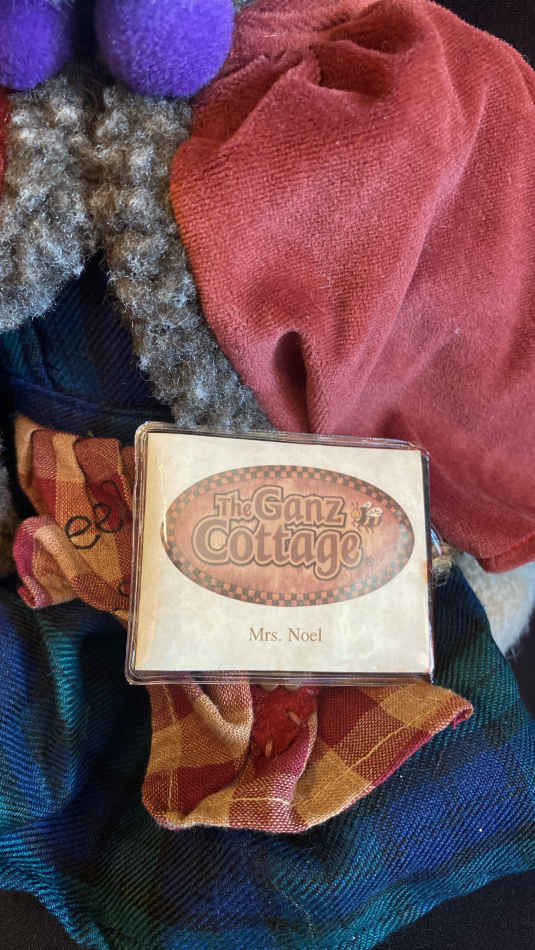 The Ganz
Cottage
Mrs. Noel